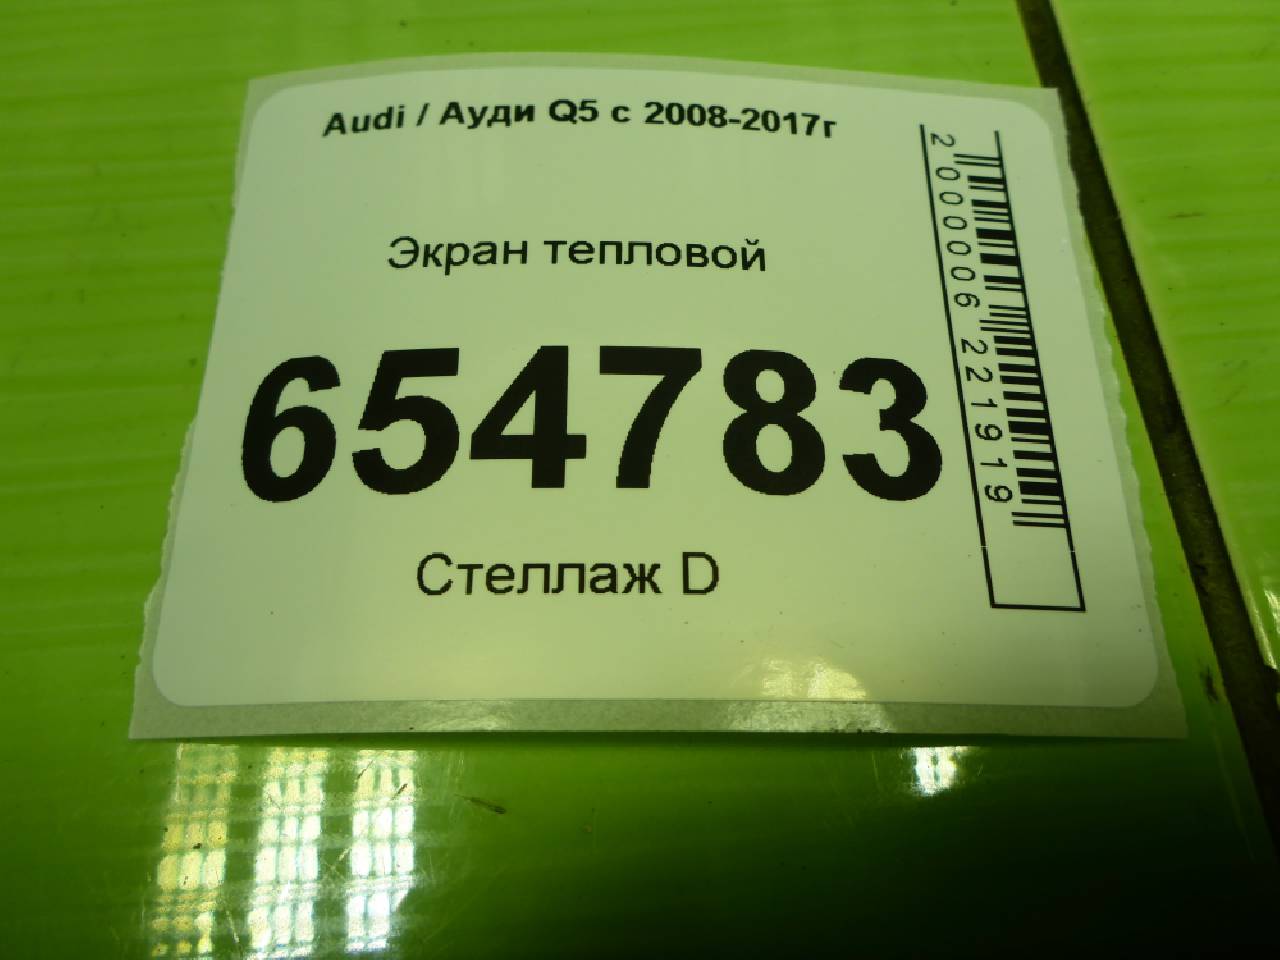 Audi / Ауди Q5 с 2008-2017г
Экран тепловой
654783
Стеллаж D
2000006221919